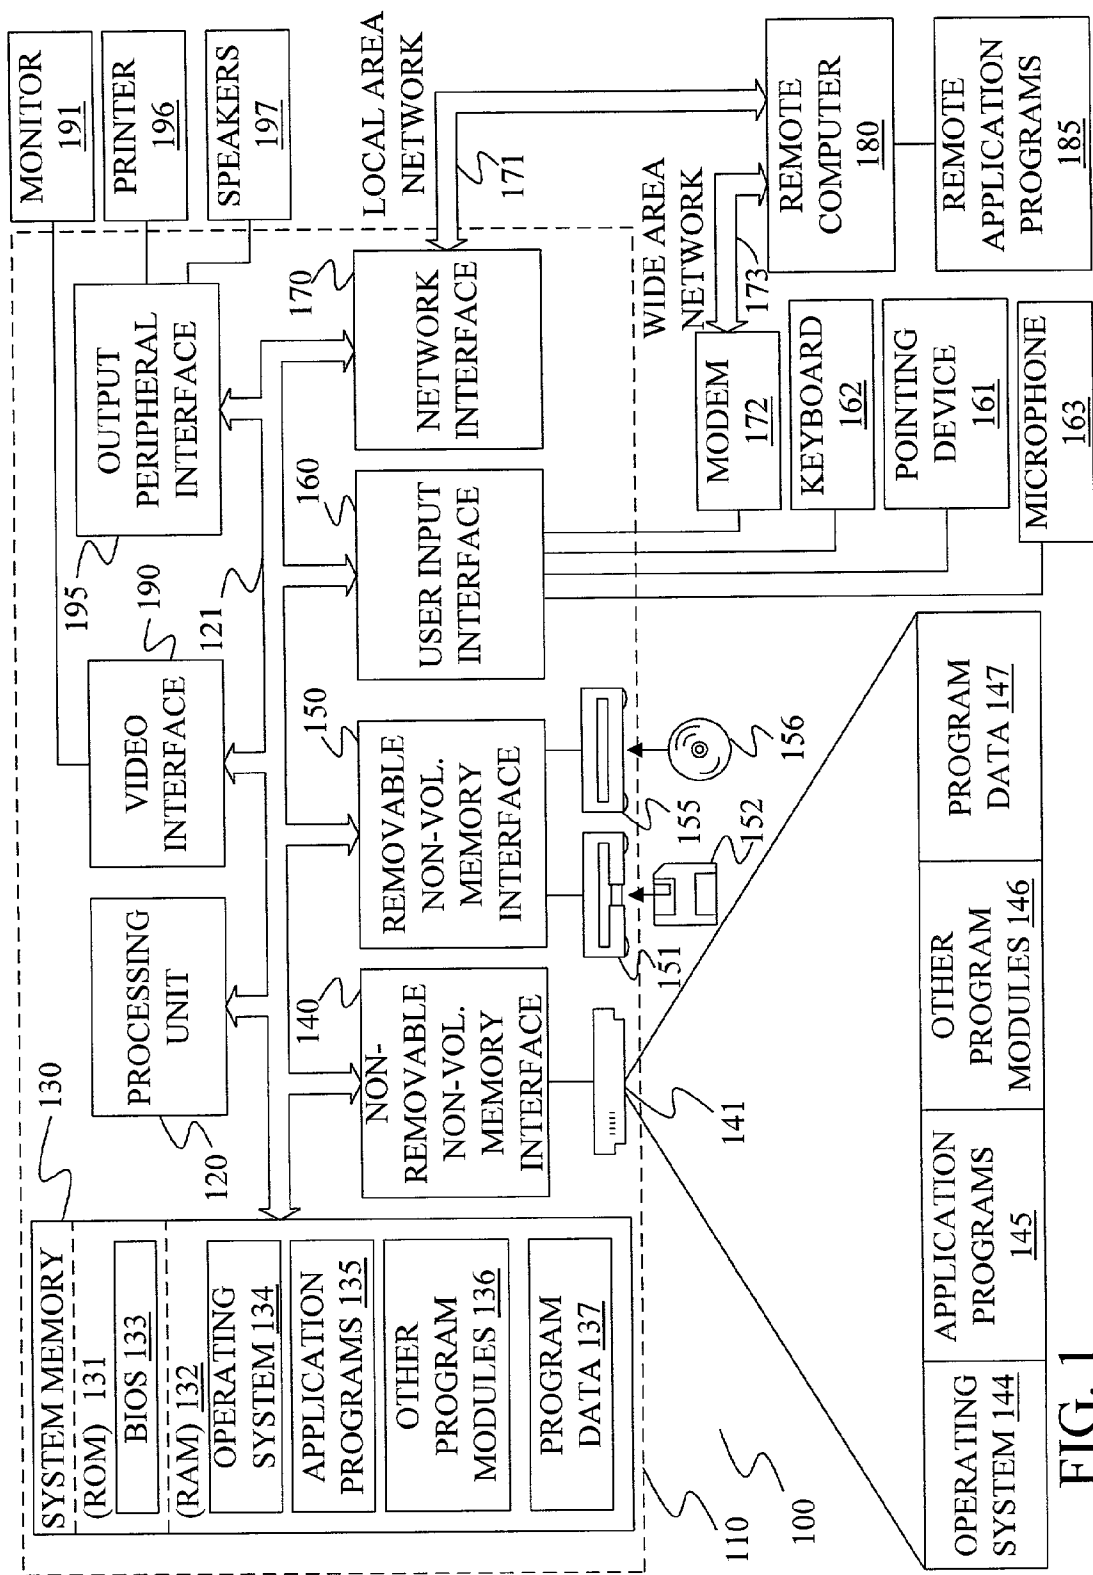 SYSTEM MEMORY
(ROM) 131
BIOS 133
(RAM) 132
OPERATING
SYSTEM 134
APPLICATION
PROGRAMS 135
OTHER
PROGRAM
MODULES 136
PROGRAM
DATA 137
130
PROCESSING
UNIT
120
VIDEO
INTERFACE
190
121
OUTPUT
PERIPHERAL
INTERFACE
195
MONITOR
191
PRINTER
196
SPEAKERS
197
NON-
REMOVABLE
NON-VOL.
MEMORY
INTERFACE
140
REMOVABLE
NON-VOL.
MEMORY
INTERFACE
150
USER INPUT
INTERFACE
160
NETWORK
INTERFACE
170
LOCAL AREA
NETWORK
171
WIDE AREA
NETWORK
173
141
151
152
155
156
MODEM
172
KEYBOARD
162
POINTING
DEVICE
161
MICROPHONE
163
REMOTE
COMPUTER
180
REMOTE
APPLICATION
PROGRAMS
185
110
100
OPERATING
SYSTEM 144
APPLICATION
PROGRAMS
145
OTHER
PROGRAM
MODULES 146
PROGRAM
DATA 147
FIG. 1